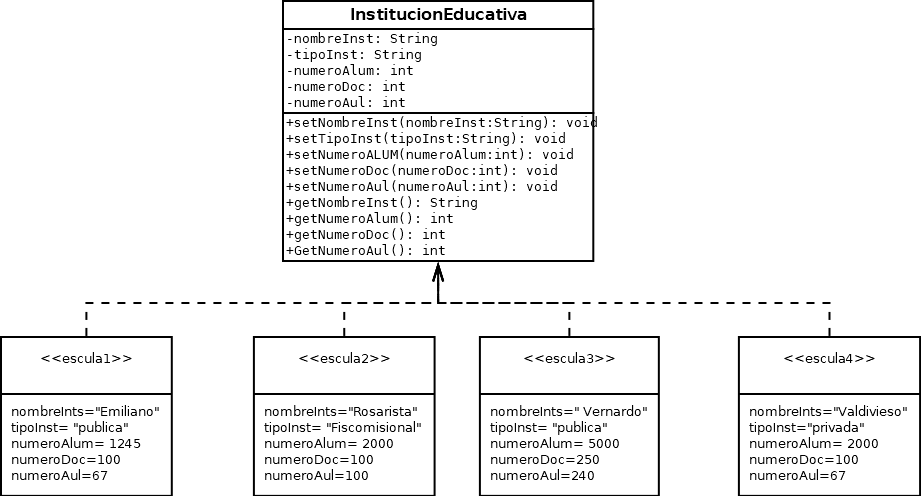 InstitucionEducativa
-nombreInst: String
-tipoInst: String
-numeroAlum: int
-numeroDoc: int
-numeroAul: int
+setNombreInst(nombreInst:String): void
+setTipoInst(tipoInst:String): void
+setNumeroALUM(numeroAlum:int): void
+setNumeroDoc(numeroDoc:int): void
+setNumeroAul(numeroAul:int): void
+getNombreInst(): String
+getNumeroAlum(): int
+getNumeroDoc(): int
+GetNumeroAul(): int
<<escula1>>
nombreInts="Emiliano"
tipoInst= "publica"
numeroAlum= 1245
numeroDoc=100
numeroAul=67
<<escula2>>
nombreInts="Rosarista"
tipoInst= "Fiscomisional"
numeroAlum= 2000
numeroDoc=100
numeroAul=100
<<escula3>>
nombreInts=" Vernardo"
tipoInst= "publica"
numeroAlum= 5000
numeroDoc=250
numeroAul=240
<<escula4>>
nombreInts="Valdivieso"
tipoInst="privada"
numeroAlum= 2000
numeroDoc=100
numeroAul=67